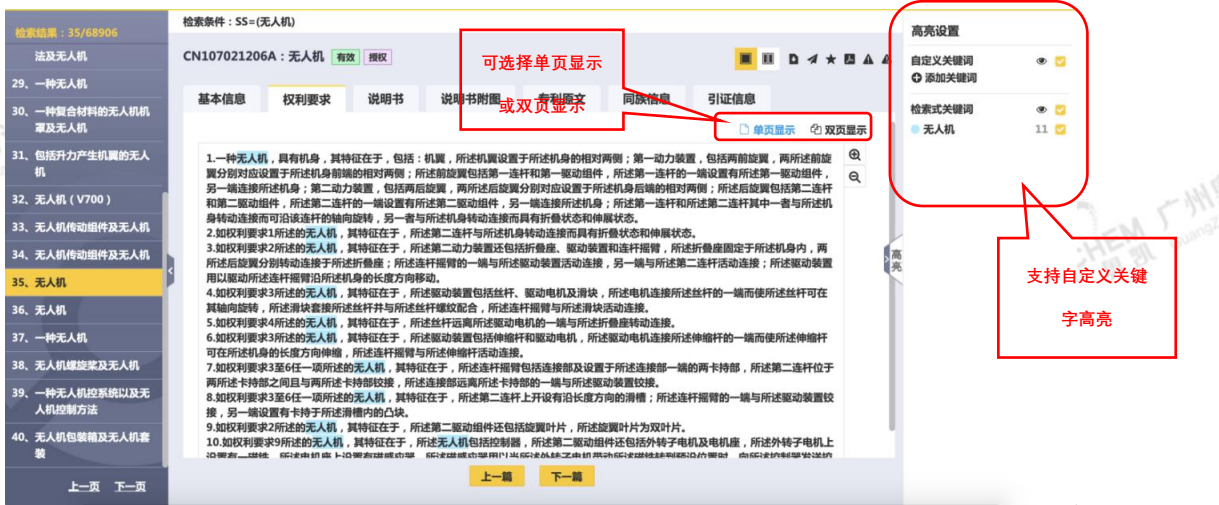 检索结果：35/68906
法及无人机
29、一种无人机
30、一种复合材料的无人机机
罩及无人机
31、包括升力产生机翼的无人
机
32、无人机（V700）
33、无人机传动组件及无人机
34、无人机传动组件及无人机
35、无人机
36、无人机
37、一种无人机
38、无人机螺旋桨及无人机
39、一种无人机控系统以及无
人机控制方法
40、无人机包装箱及无人机套
装
上一页 下一页
检索条件：SS=(无人机)
CN107021206A：无人机 有效 授权
基本信息 权利要求 说明书 说明书附图 专利原文 同族信息 引证信息
可选择单页显示
或双页显示
单页显示 双页显示
1.一种无人机，具有机身，其特征在于，包括：机翼，所述机翼设置于所述机身的相对两侧；第一动力装置，包括两前旋翼，两所述前旋
翼分别对应设置于所述机身前端的相对两侧；所述前旋翼包括第一连杆和第一驱动组件，所述第一连杆的一端设置有所述第一驱动组件，
另一端连接所述机身；第二动力装置，包括两后旋翼，两所述后旋翼分别对应设置于所述机身后端的相对两侧；所述后旋翼包括第二连杆
和第二驱动组件，所述第二连杆的一端设置有所述第二驱动组件，另一端连接所述机身；所述第一连杆和所述第二连杆其中一者与所述机
身转动连接而可沿该连杆的轴向旋转，另一者与所述机身转动连接而具有折叠状态和伸展状态。
2.如权利要求1所述的无人机，其特征在于，所述第二连杆与所述机身转动连接而具有折叠状态和伸展状态。
3.如权利要求2所述的无人机，其特征在于，所述第二动力装置还包括折叠座、驱动装置和连杆摇臂，所述折叠座固定于所述机身内，两
所述后旋翼分别转动连接于所述折叠座；所述连杆摇臂的一端与所述驱动装置活动连接，另一端与所述第二连杆活动连接；所述驱动装置
用以驱动所述连杆摇臂沿所述机身的长度方向移动。
4.如权利要求3所述的无人机，其特征在于，所述驱动装置包括丝杆、驱动电机及滑块，所述电机连接所述丝杆的一端而使所述丝杆可在
其轴向旋转，所述滑块套接所述丝杆并与所述丝杆螺纹配合，所述连杆摇臂与所述滑块活动连接。
5.如权利要求4所述的无人机，其特征在于，所述丝杆远离所述驱动电机的一端与所述折叠座转动连接。
6.如权利要求3所述的无人机，其特征在于，所述驱动装置包括伸缩杆和驱动电机，所述驱动电机连接所述伸缩杆的一端而使所述伸缩杆
可在所述机身的长度方向伸缩，所述连杆摇臂与所述伸缩杆活动连接。
7.如权利要求3至6任一项所述的无人机，其特征在于，所述连杆摇臂包括连接部及设置于所述连接部一端的两卡持部，所述第二连杆位于
两所述卡持部之间且与两所述卡持部铰接，所述连接部远离所述卡持部的一端与所述驱动装置铰接。
8.如权利要求3至6任一项所述的无人机，其特征在于，所述第二连杆上开设有沿长度方向的滑槽；所述连杆摇臂的一端与所述驱动装置铰
接，另一端设置有卡持于所述滑槽内的凸块。
9.如权利要求2所述的无人机，其特征在于，所述第二驱动组件还包括旋翼叶片，所述旋翼叶片为双叶片。
10.如权利要求9所述的无人机，其特征在于，所述无人机包括控制器，所述第二驱动组件还包括外转子电机及电机座，所述外转子电机上
设置有一磁铁，所述电机座上设置有磁感应器，所述磁感应器用以当所述外转子电机带动所述磁铁转到预设位置时，向所述控制器发送控
上一篇 下一篇
高亮
高亮设置
自定义关键词
添加关键词
检索式关键词
无人机 11
支持自定义关键
字高亮